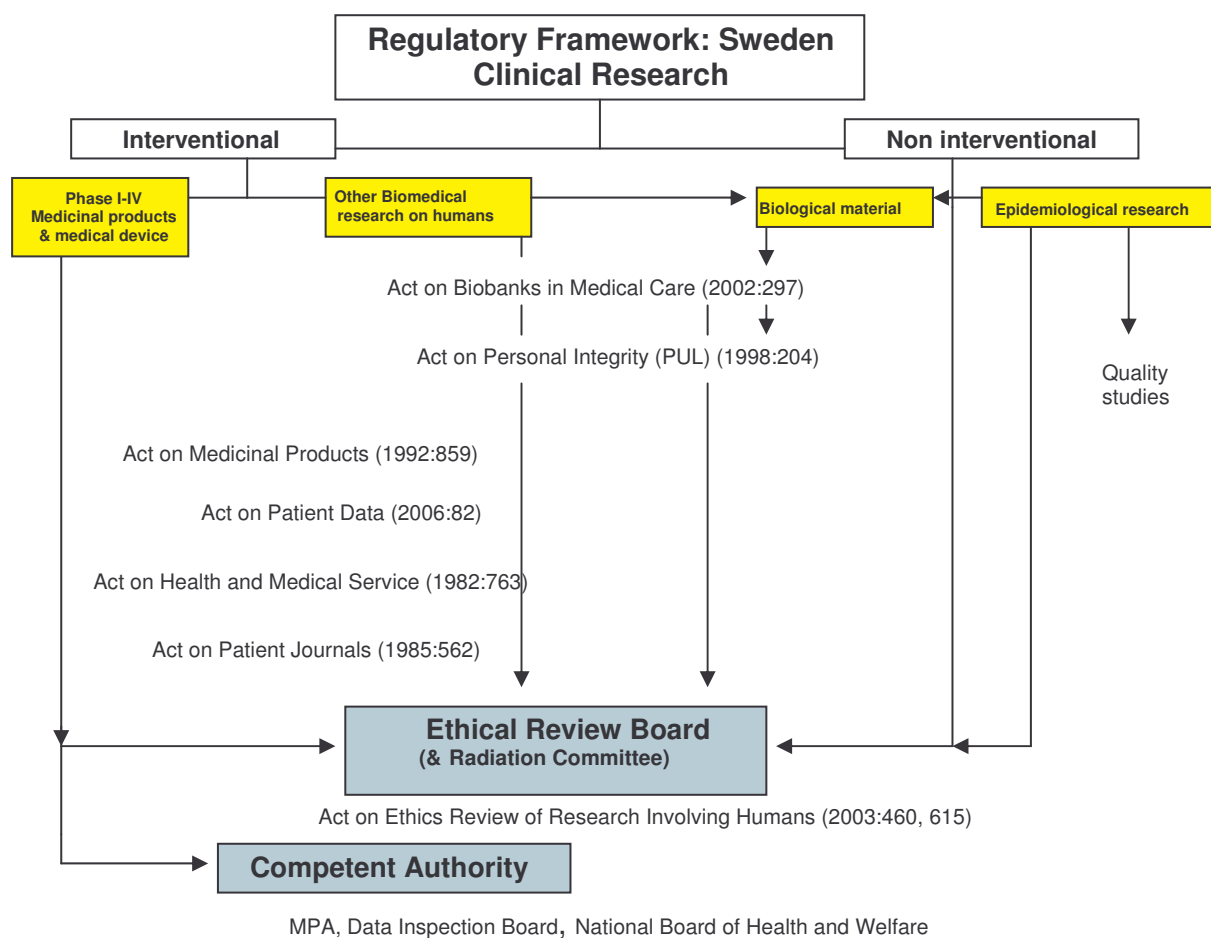 Regulatory Framework: Sweden
Clinical Research
Interventional
Non interventional
Phase I-IV
Medicinal products
& medical device
Other Biomedical
research on humans
Biological material
Epidemiological research
Act on Biobanks in Medical Care (2002:297)
Act on Personal Integrity (PUL) (1998:204)
Quality
studies
Act on Medicinal Products (1992:859)
Act on Patient Data (2006:82)
Act on Health and Medical Service (1982:763)
Act on Patient Journals (1985:562)
Ethical Review Board
(& Radiation Committee)
Act on Ethics Review of Research Involving Humans (2003:460, 615)
Competent Authority
MPA, Data Inspection Board, National Board of Health and Welfare